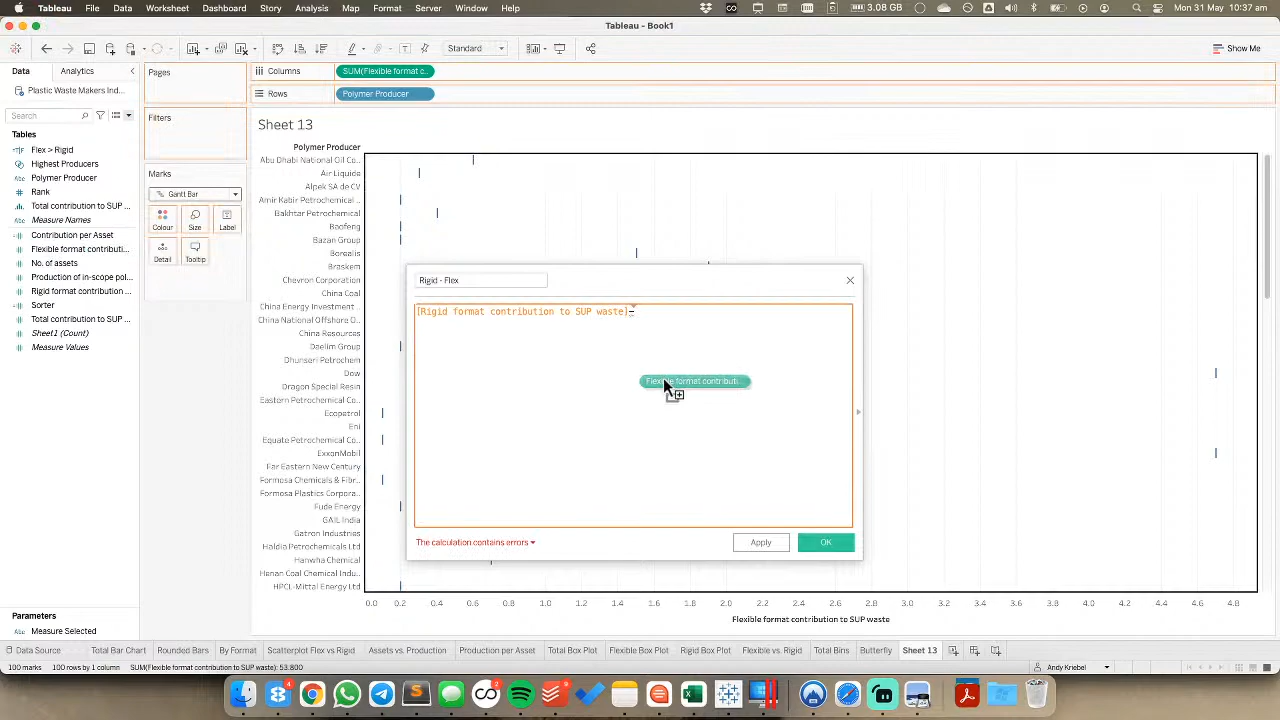 Tableau File Data Worksheet Dashboard Story Analysis Map Format Server Window Help 3.08 GB Mon 31 May 10:37 am
Tableau - Book1
Standard Show Me
Data Analytics Pages Columns SUM(Flexible format c..
Plastic Waste Makers Ind... Rows Polymer Producer
Search Filters
Tables Sheet 13
Flex > Rigid
Highest Producers
Polymer Producer
Rank
Total contribution to SUP ...
Measure Names
Contribution per Asset
Flexible format contributi...
No. of assets
Production of in-scope pol...
Rigid format contribution ...
Sorter
Total contribution to SUP ...
Sheet1 (Count)
Measure Values
Marks
Gantt Bar
Colour Size Label
Detail Tooltip
Polymer Producer
Abu Dhabi National Oil Co..
Air Liquide
Alpek SA de CV
Amir Kabir Petrochemical ..
Bakhtar Petrochemical
Baofeng
Bazan Group
Borealis
Braskem
Chevron Corporation
China Coal
China Energy Investment ..
China National Offshore O..
China Resources
Daelim Group
Dhunseri Petrochem
Dow
Dragon Special Resin
Eastern Petrochemical Co..
Ecopetrol
Eni
Equate Petrochemical Co..
ExxonMobil
Far Eastern New Century
Formosa Chemicals & Fibr..
Formosa Plastics Corpora..
Fude Energy
GAIL India
Gatron Industries
Haldia Petrochemicals Ltd
Hanwha Chemical
Henan Coal Chemical Indu..
HPCL-Mittal Energy Ltd
Rigid - Flex
[Rigid format contribution to SUP waste]-
Flexible format contributi...
The calculation contains errors
Apply OK
0.0 0.2 0.4 0.6 0.8 1.0 1.2 1.4 1.6 1.8 2.0 2.2 2.4 2.6 2.8 3.0 3.2 3.4 3.6 3.8 4.0 4.2 4.4 4.6 4.8
Flexible format contribution to SUP waste
Parameters
Measure Selected
Data Source Total Bar Chart Rounded Bars By Format Scatterplot Flex vs Rigid Assets vs. Production Production per Asset Total Box Plot Flexible Box Plot Rigid Box Plot Flexible vs. Rigid Total Bins Butterfly Sheet 13
100 marks 100 rows by 1 column SUM(Flexible format contribution to SUP waste): 53.800 Andy Kriebel